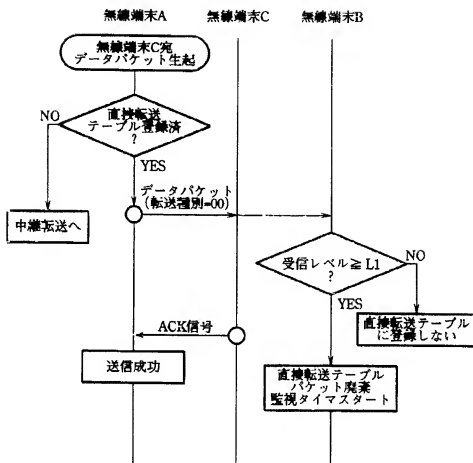 無線端末A 無線端末C 無線端末B
無線端末C宛
データパケット生起
直接転送
テーブル登録済
?
NO
YES
中継転送へ
データパケット
(転送種別=00)
受信レベル≧L1
?
NO
YES
直接転送テーブル
に登録しない
ACK信号
送信成功
直接転送テーブル
パケット廃棄
監視タイマスタート